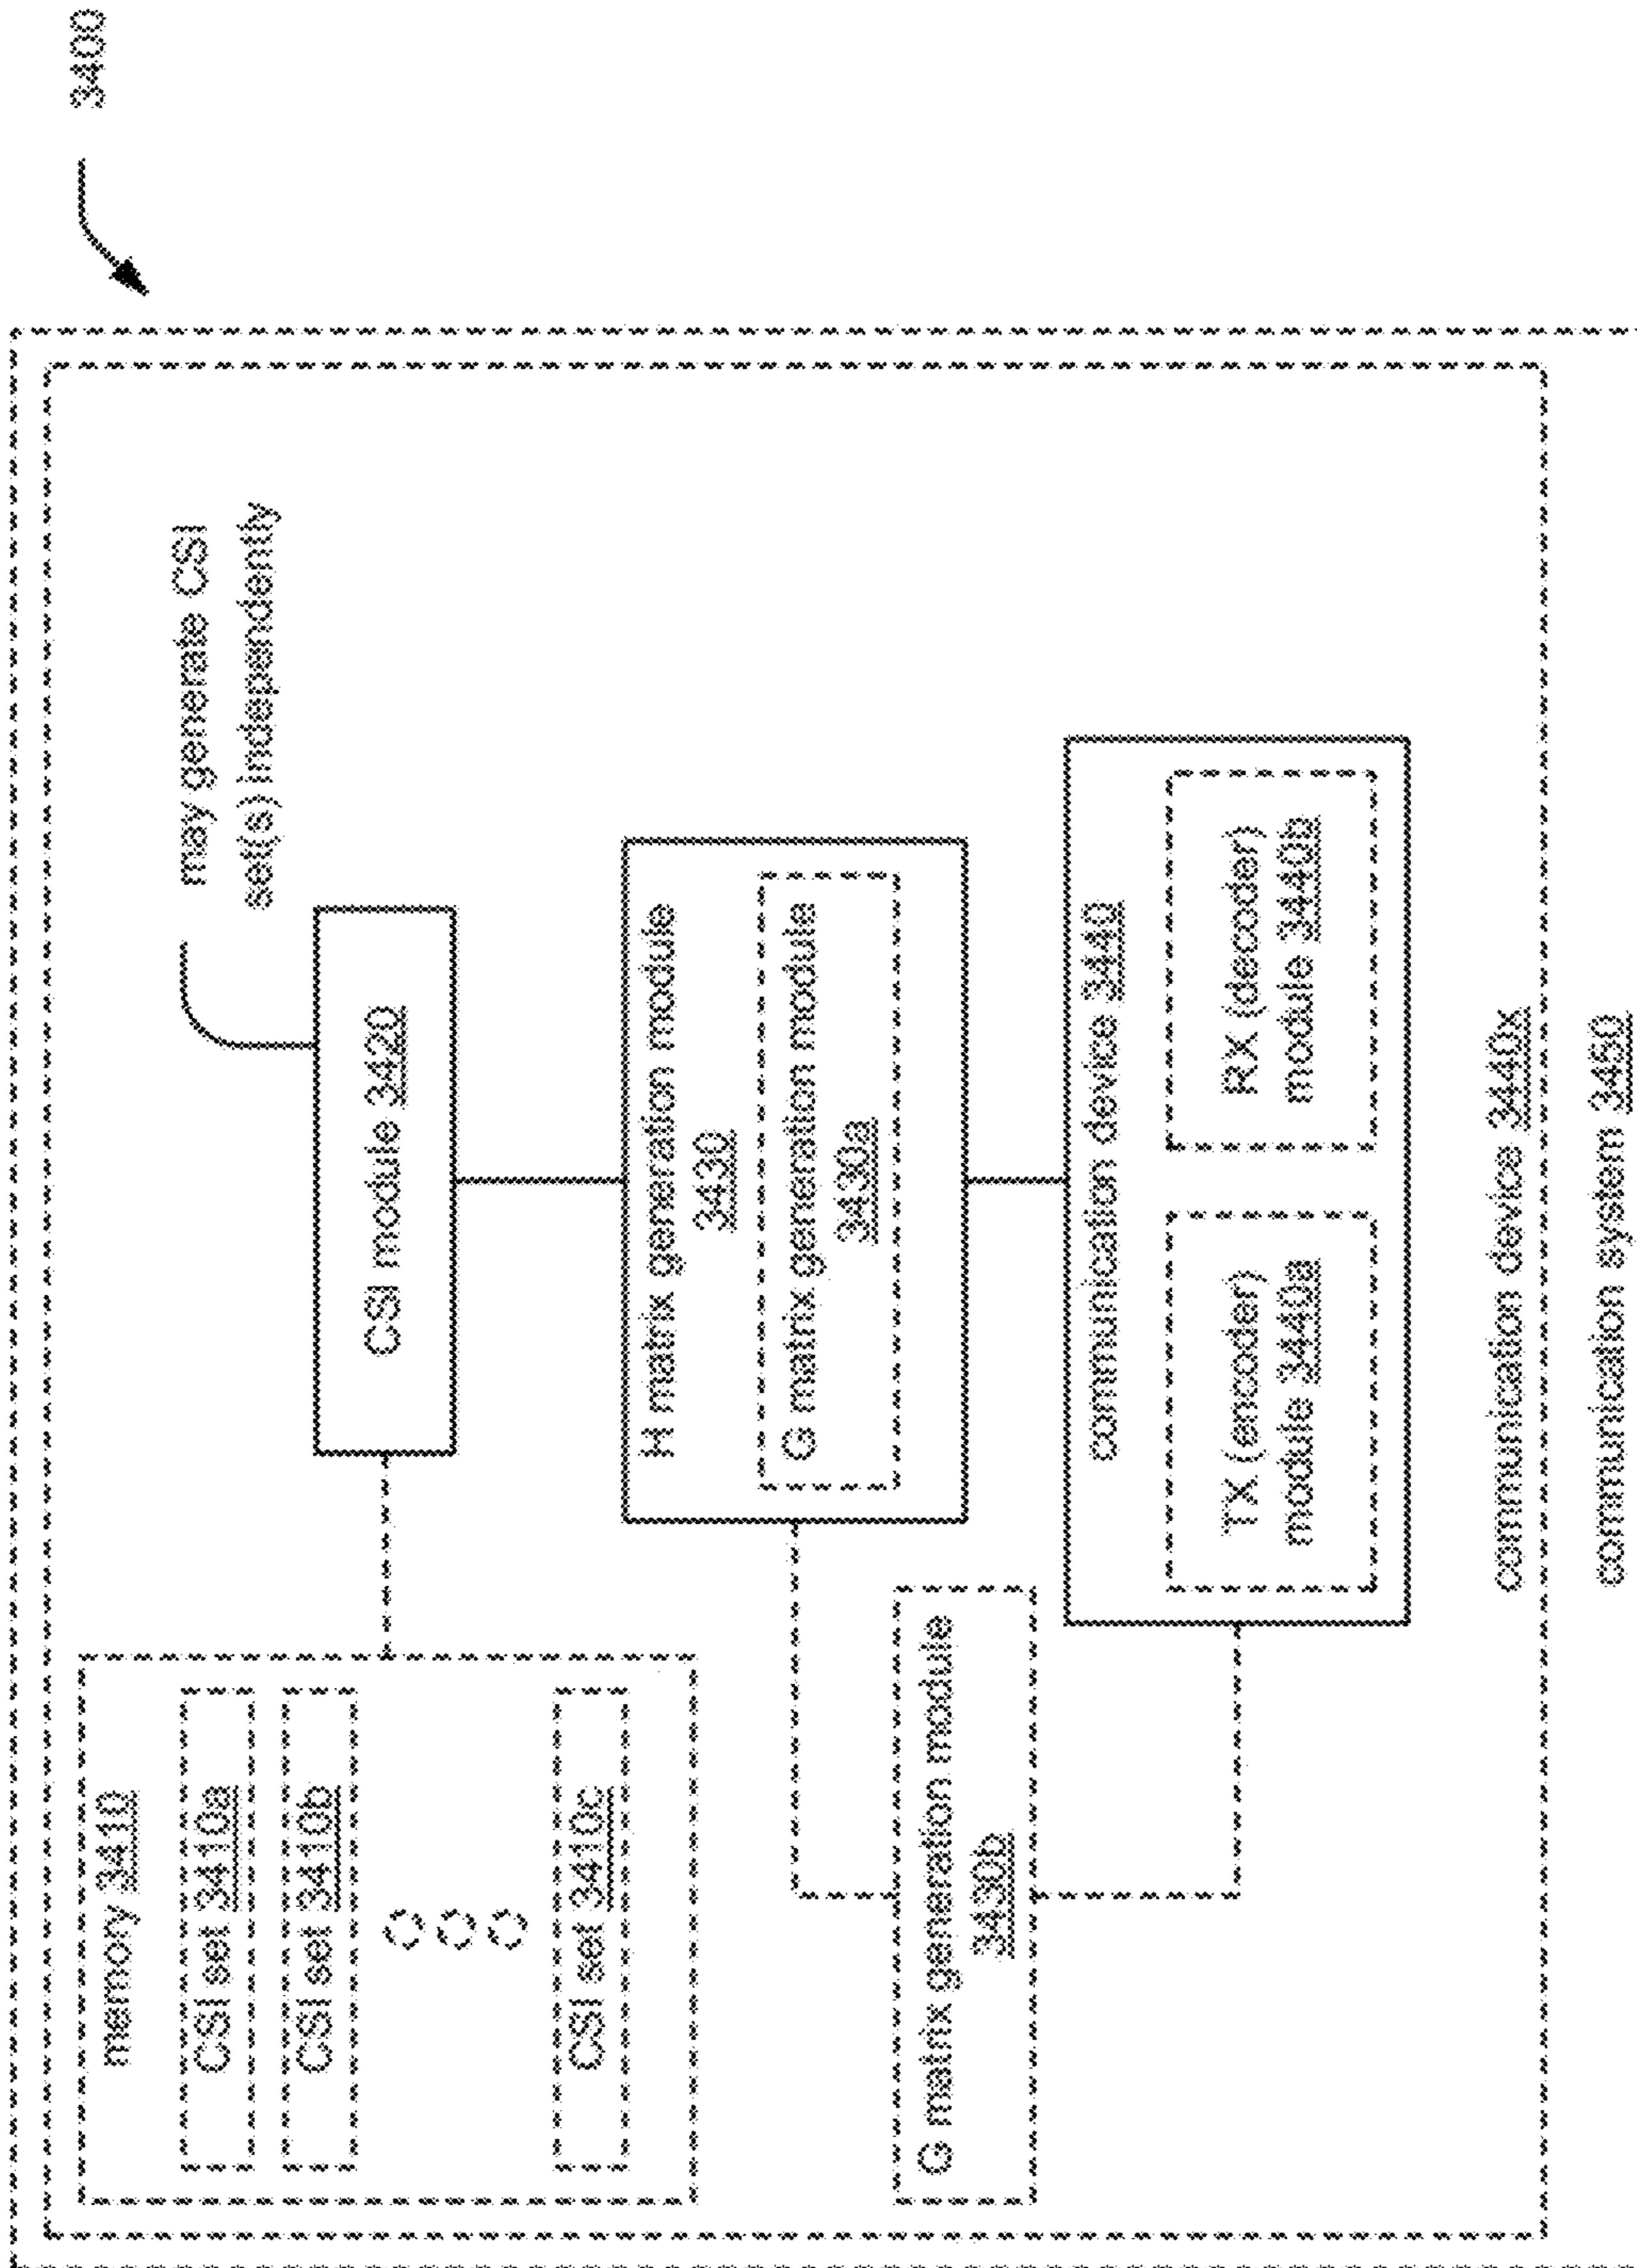 3400
may generate CSI
set(s) independently
memory 3410
CSI set 3410a
CSI set 3410b
CSI set 3410c
CSI module 3420
H matrix generation module
3430
G matrix generation module
3430a
G matrix generation module
3430b
communication device 3440
TX (encoder)
module 3440a
RX (decoder)
module 3440b
communication device 3440x
communication system 3450